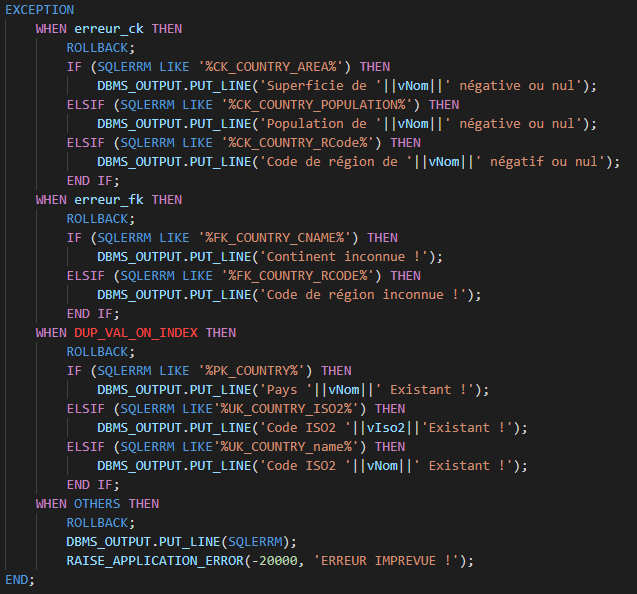 EXCEPTION
    WHEN erreur_ck THEN
        ROLLBACK;
        IF (SQLERRM LIKE '%CK_COUNTRY_AREA%') THEN
            DBMS_OUTPUT.PUT_LINE('Superficie de '||vNom||' négative ou nul');
        ELSIF (SQLERRM LIKE '%CK_COUNTRY_POPULATION%') THEN
            DBMS_OUTPUT.PUT_LINE('Population de '||vNom||' négative ou nul');
        ELSIF (SQLERRM LIKE '%CK_COUNTRY_RCode%') THEN
            DBMS_OUTPUT.PUT_LINE('Code de région de '||vNom||' négatif ou nul');
        END IF;
    WHEN erreur_fk THEN
        ROLLBACK;
        IF (SQLERRM LIKE '%FK_COUNTRY_CNAME%') THEN
            DBMS_OUTPUT.PUT_LINE('Continent inconnue !');
        ELSIF (SQLERRM LIKE '%FK_COUNTRY_RCODE%') THEN
            DBMS_OUTPUT.PUT_LINE('Code de région inconnue !');
        END IF;
    WHEN DUP_VAL_ON_INDEX THEN
        ROLLBACK;
        IF (SQLERRM LIKE '%PK_COUNTRY%') THEN
            DBMS_OUTPUT.PUT_LINE('Pays '||vNom||' Existant !');
        ELSIF (SQLERRM LIKE'%UK_COUNTRY_ISO2%') THEN
            DBMS_OUTPUT.PUT_LINE('Code ISO2 '||vIso2||'Existant !');
        ELSIF (SQLERRM LIKE'%UK_COUNTRY_name%') THEN
            DBMS_OUTPUT.PUT_LINE('Code ISO2 '||vNom||' Existant !');
        END IF;
    WHEN OTHERS THEN
        ROLLBACK;
        DBMS_OUTPUT.PUT_LINE(SQLERRM);
        RAISE_APPLICATION_ERROR(-20000, 'ERREUR IMPREVUE !');
END;